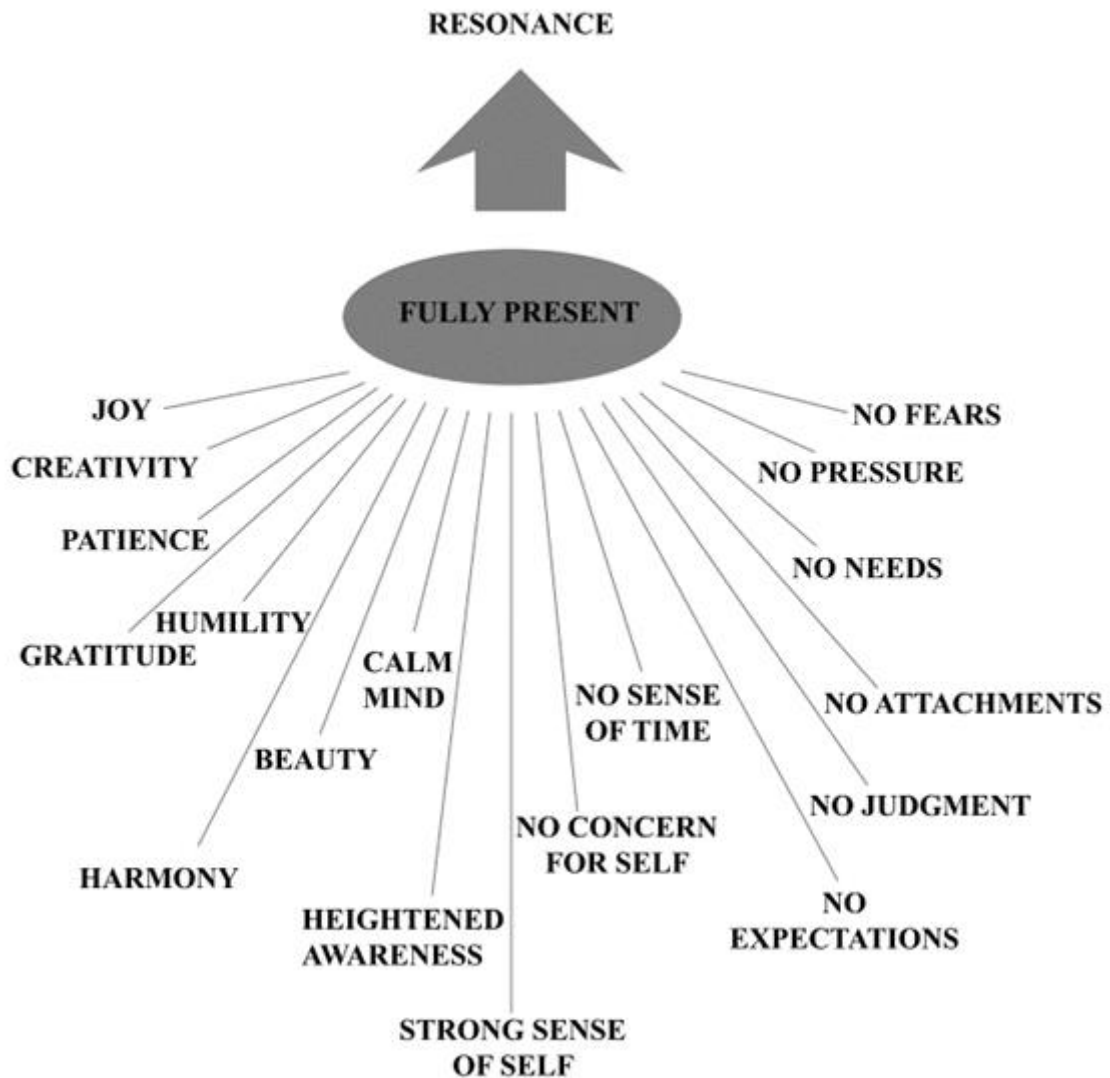 RESONANCE
FULLY PRESENT
JOY
NO FEARS
CREATIVITY
NO PRESSURE
PATIENCE
NO NEEDS
HUMILITY
GRATITUDE
CALM
MIND
NO SENSE
OF TIME
NO ATTACHMENTS
BEAUTY
NO JUDGMENT
NO CONCERN
FOR SELF
HARMONY
NO
EXPECTATIONS
HEIGHTENED
AWARENESS
STRONG SENSE
OF SELF